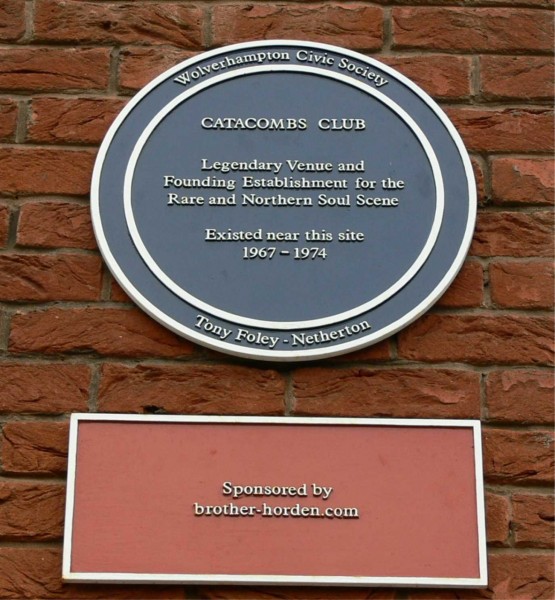 Wolverhampton Civic Society
CATACOMBS CLUB
Legendary Venue and
Founding Establishment for the
Rare and Northern Soul Scene
Existed near this site
1967 - 1974
Tony Foley - Netherton
Sponsored by
brother-horden.com